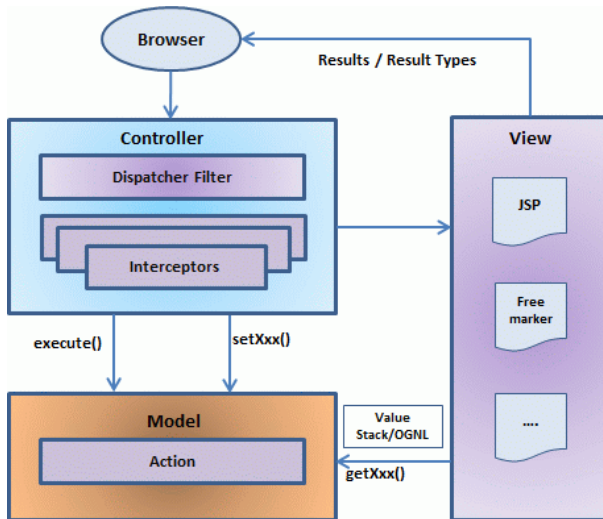 Browser
Results / Result Types
Controller
Dispatcher Filter
Interceptors
View
JSP
Free
marker
....
execute()
setXxx()
Model
Action
Value
Stack/OGNL
getXxx()